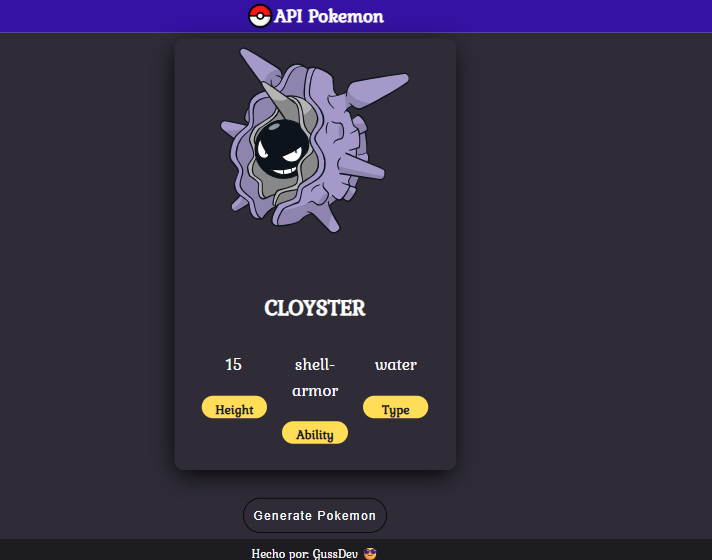 API Pokemon
CLOYSTER
15
shell-
armor
water
Height
Ability
Type
Generate Pokemon
Hecho por: GussDev 😎